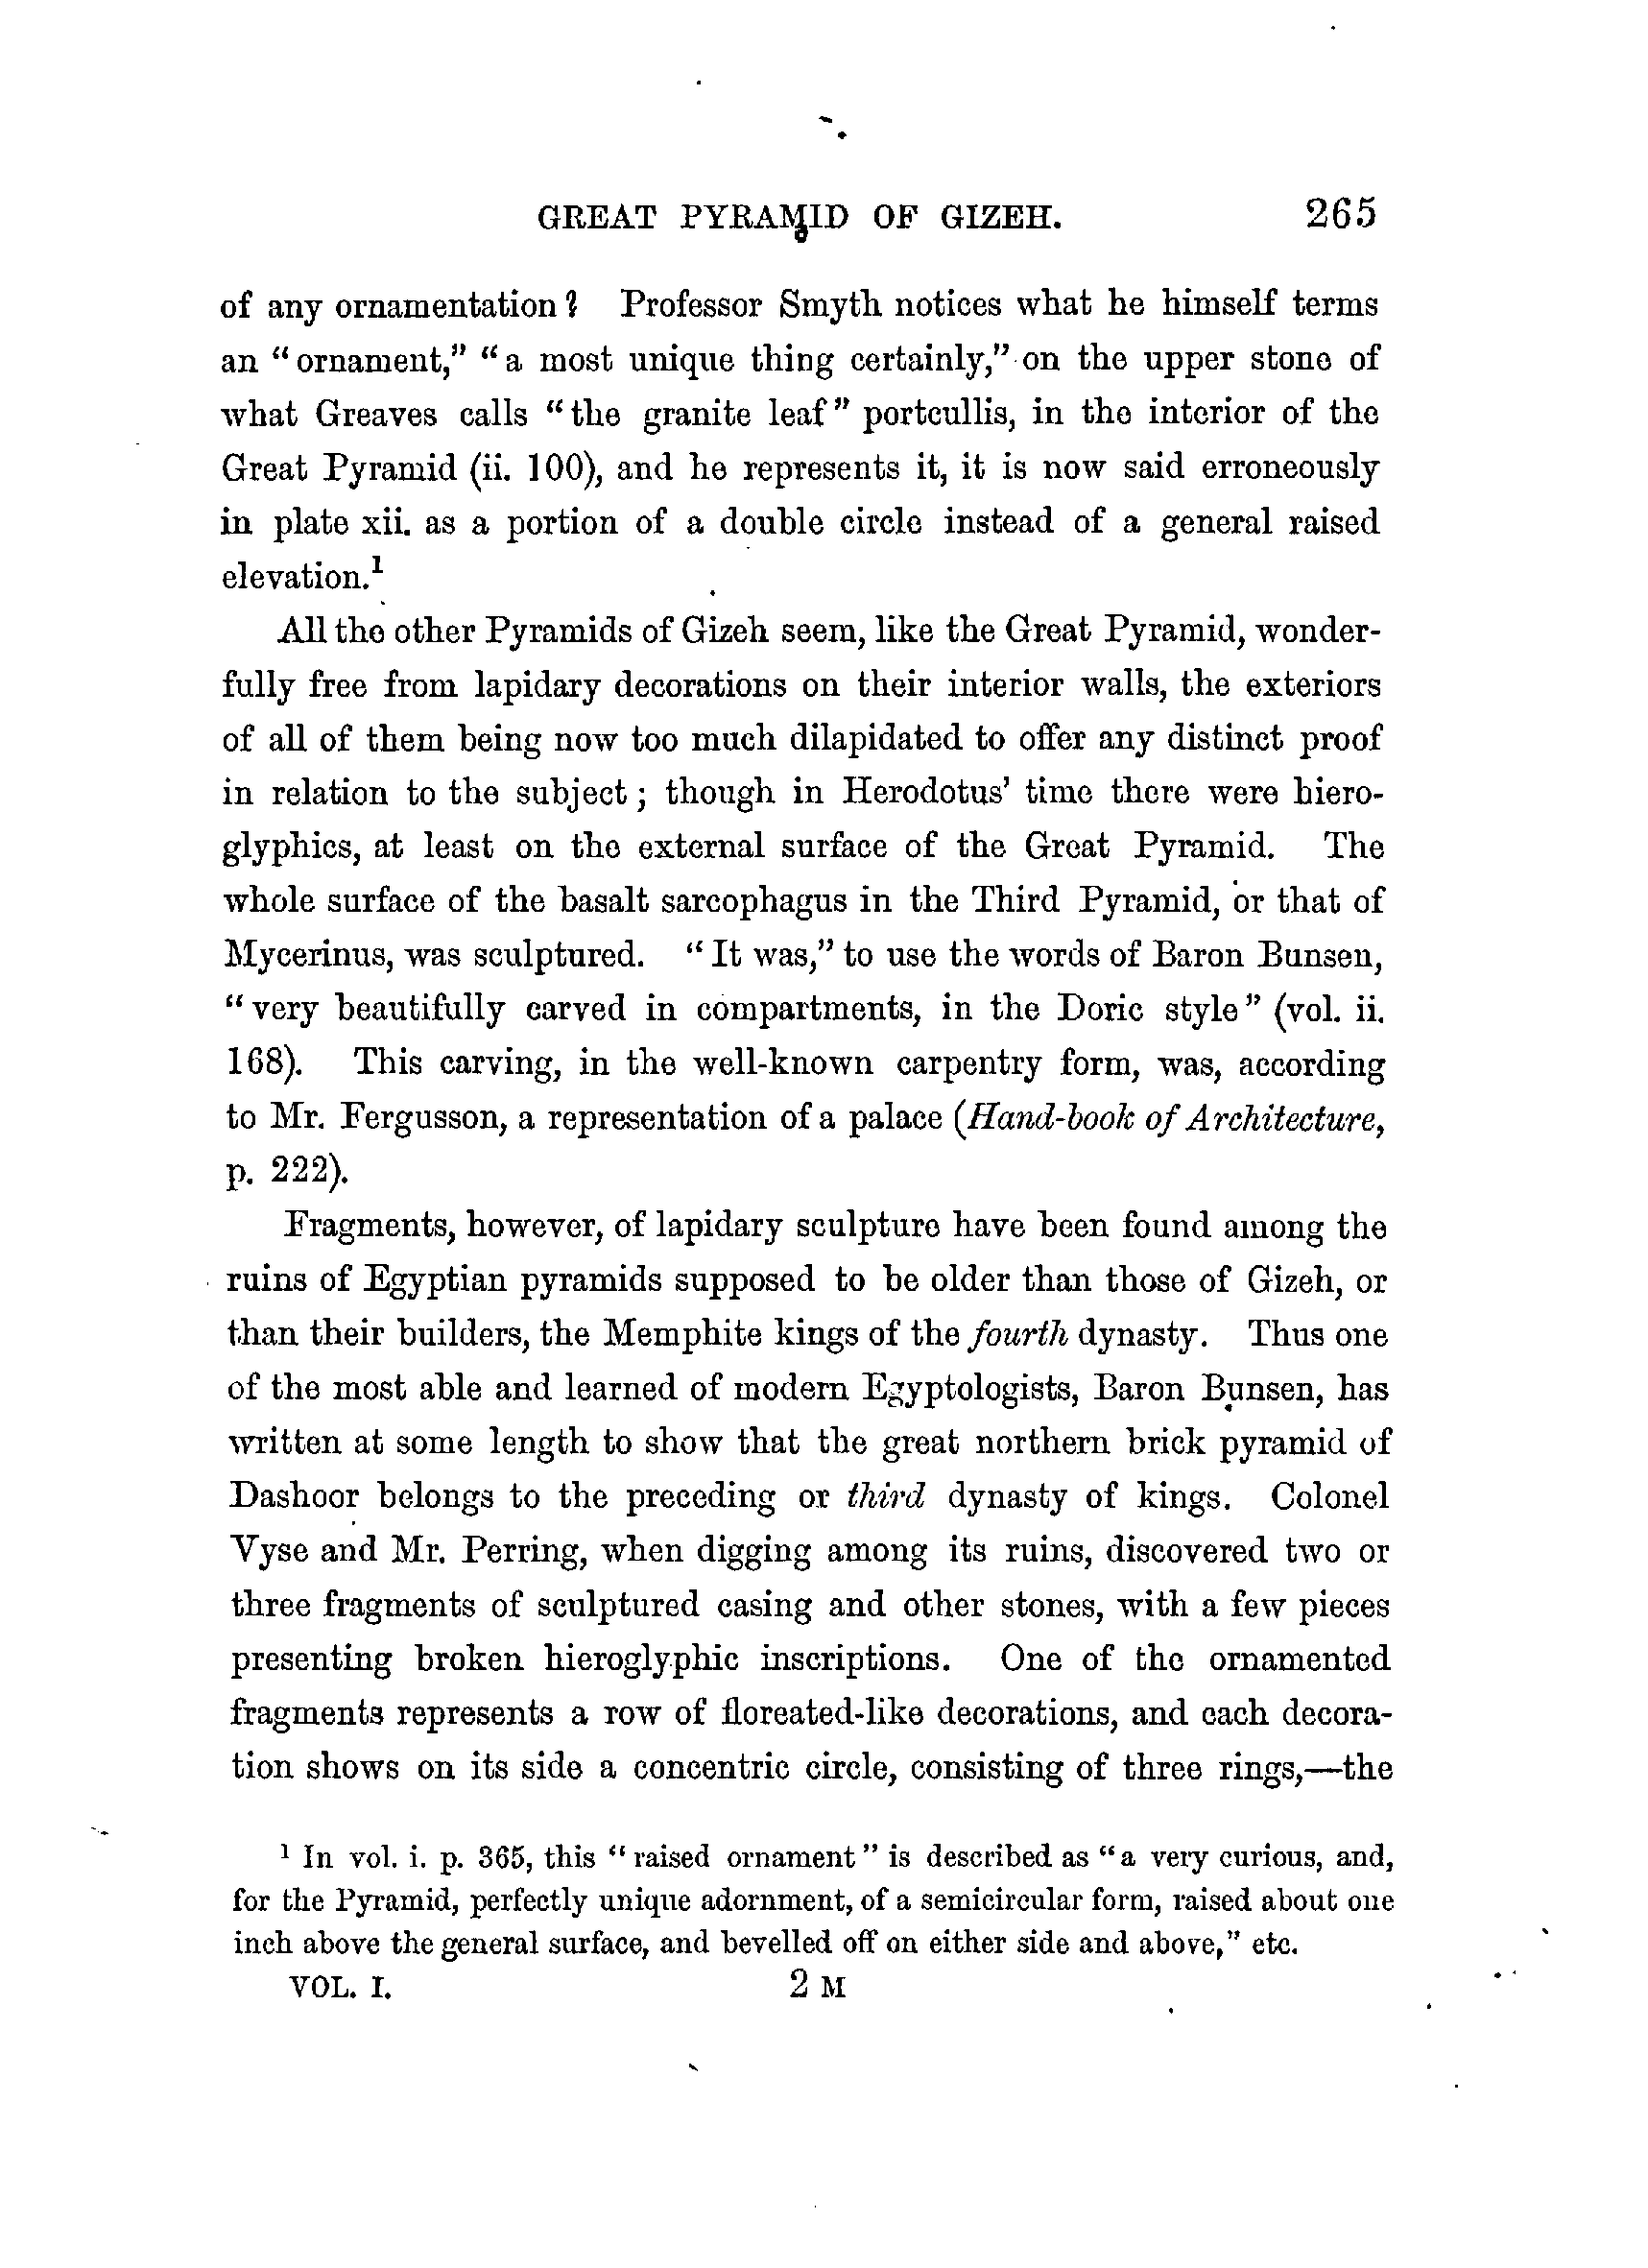 GREAT PYRAMID OF GIZEH. 265
of any ornamentation? Professor Smyth notices what he himself terms
an "ornament," "a most unique thing certainly," on the upper stone of
what Greaves calls "the granite leaf" portcullis, in the interior of the
Great Pyramid (ii. 100), and he represents it, it is now said erroneously
in plate xii. as a portion of a double circle instead of a general raised
elevation.¹
All the other Pyramids of Gizeh seem, like the Great Pyramid, wonder-
fully free from lapidary decorations on their interior walls, the exteriors
of all of them being now too much dilapidated to offer any distinct proof
in relation to the subject; though in Herodotus' time there were hiero-
glyphics, at least on the external surface of the Great Pyramid. The
whole surface of the basalt sarcophagus in the Third Pyramid, or that of
Mycerinus, was sculptured. "It was," to use the words of Baron Bunsen,
"very beautifully carved in compartments, in the Doric style" (vol. ii.
168). This carving, in the well-known carpentry form, was, according
to Mr. Fergusson, a representation of a palace (Hand-book of Architecture,
p. 222).
Fragments, however, of lapidary sculpture have been found among the
ruins of Egyptian pyramids supposed to be older than those of Gizeh, or
than their builders, the Memphite kings of the fourth dynasty. Thus one
of the most able and learned of modern Egyptologists, Baron Bunsen, has
written at some length to show that the great northern brick pyramid of
Dashoor belongs to the preceding or third dynasty of kings. Colonel
Vyse and Mr. Perring, when digging among its ruins, discovered two or
three fragments of sculptured casing and other stones, with a few pieces
presenting broken hieroglyphic inscriptions. One of the ornamented
fragments represents a row of floreated-like decorations, and each decora-
tion shows on its side a concentric circle, consisting of three rings,—the
¹ In vol. i. p. 365, this "raised ornament" is described as "a very curious, and,
for the Pyramid, perfectly unique adornment, of a semicircular form, raised about one
inch above the general surface, and bevelled off on either side and above," etc.
VOL. I. 2 M